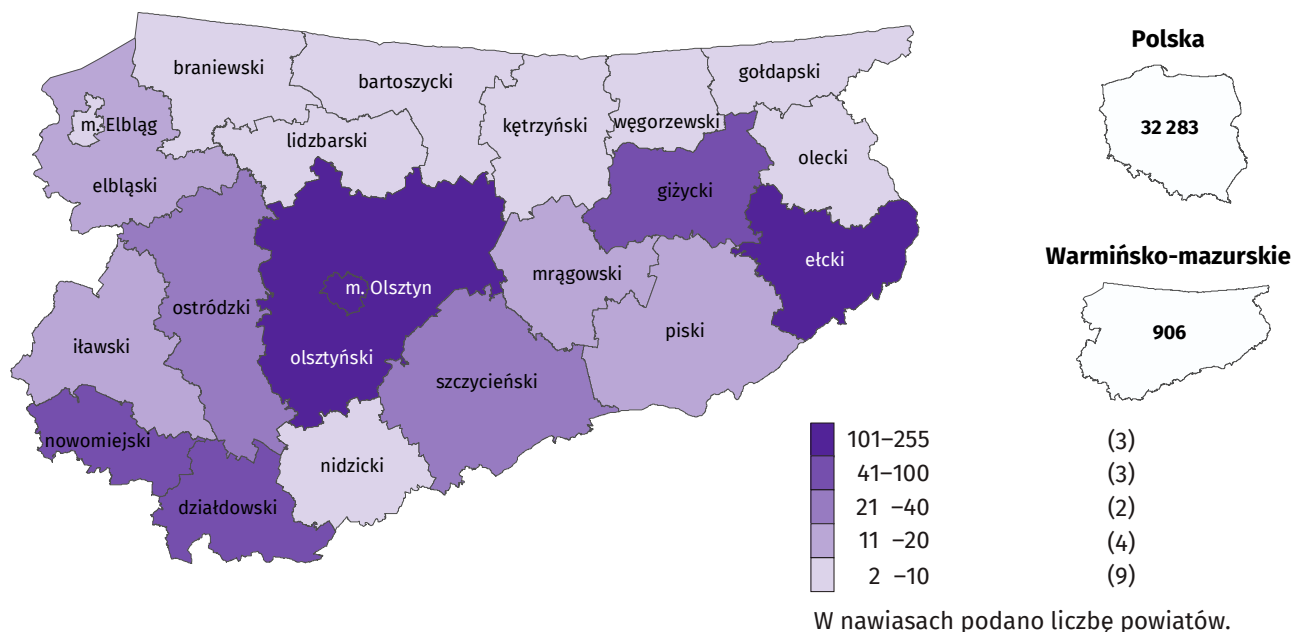 braniewski
bartoszycki
gołdapski
m. Elbląg
lidzbarski
kętrzyński
węgorzewski
olecki
elbląski
giżycki
ełcki
mrągowski
m. Olsztyn
ostródzki
piski
iławski
olsztyński
szczycieński
nowomiejski
nidzicki
działdowski
Polska
32 283
Warmińsko-mazurskie
906
101–255 (3)
41–100 (3)
21 –40 (2)
11 –20 (4)
2 –10 (9)
W nawiasach podano liczbę powiatów.